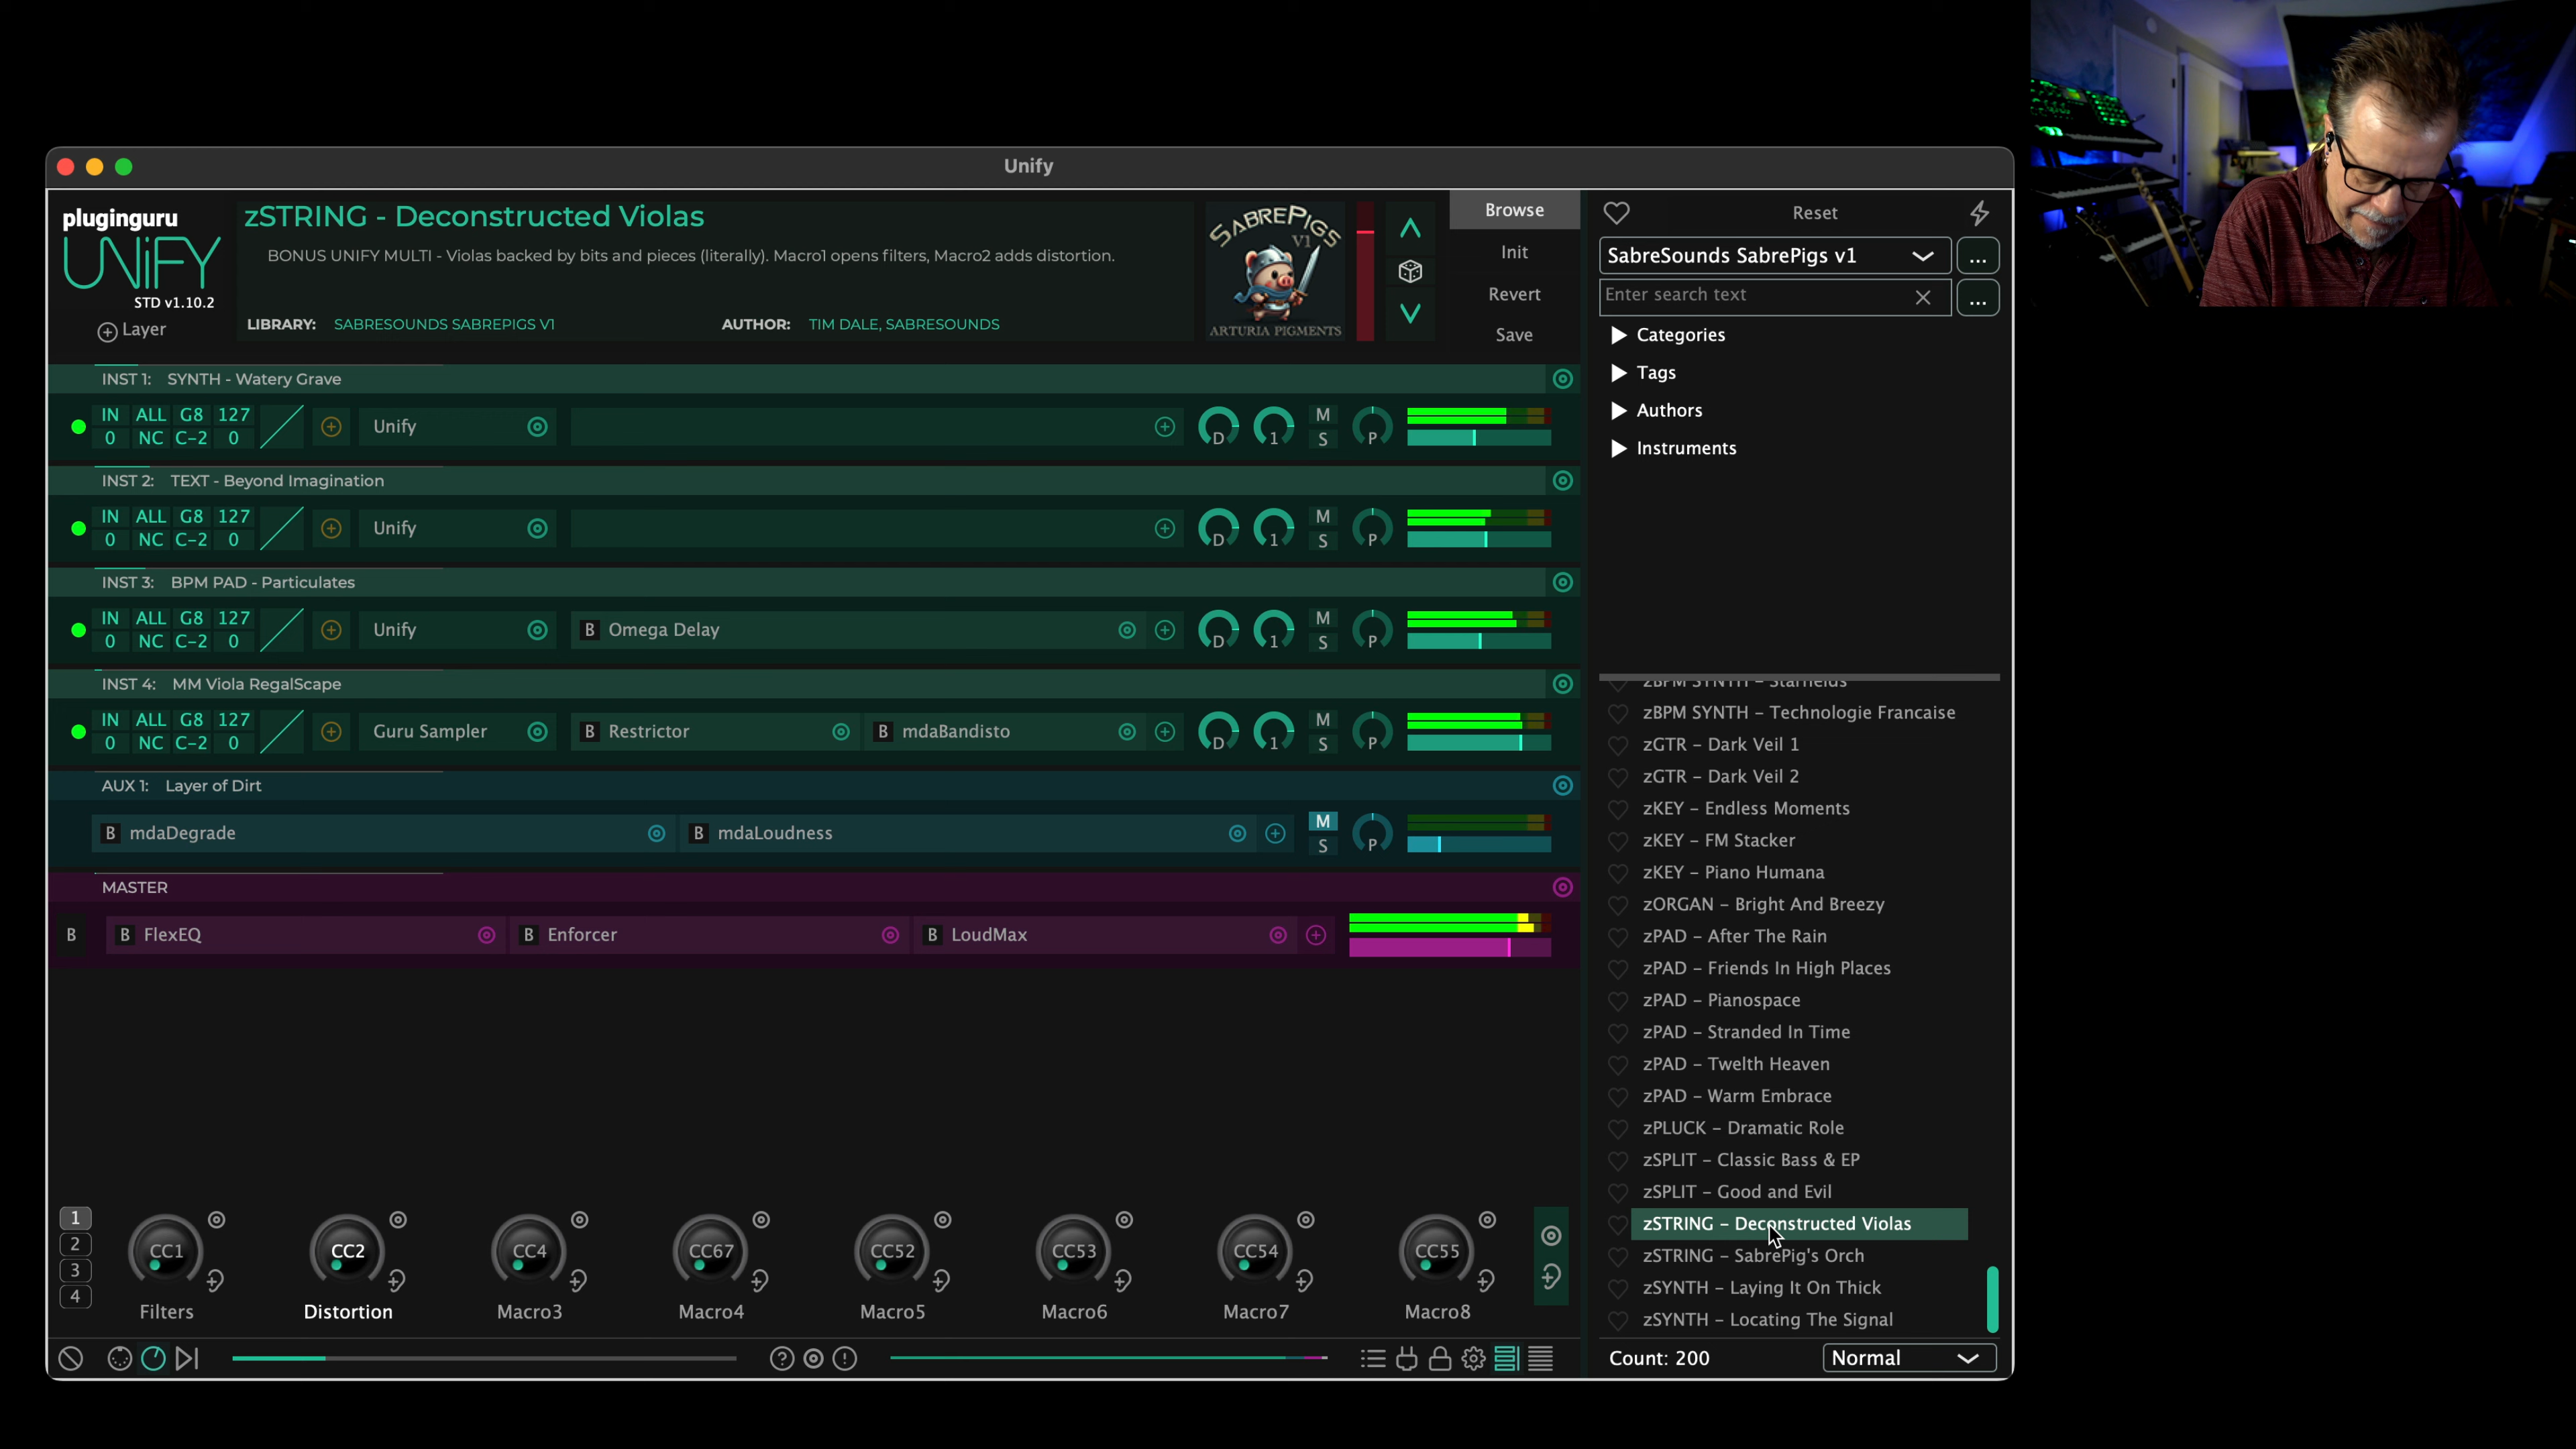 Unify
pluginguru
UNiFY
STD v1.10.2
Layer
zSTRING - Deconstructed Violas
BONUS UNIFY MULTI - Violas backed by bits and pieces (literally). Macro1 opens filters, Macro2 adds distortion.
LIBRARY: SABRESOUNDS SABREPIGS V1
AUTHOR: TIM DALE, SABRESOUNDS
SABREPIGS
V1
ARTURIA PIGMENTS
Browse
Init
Revert
Save
INST 1: SYNTH - Watery Grave
IN ALL G8 127
0 NC C-2 0
Unify
D 1 M S P
INST 2: TEXT - Beyond Imagination
IN ALL G8 127
0 NC C-2 0
Unify
D 1 M S P
INST 3: BPM PAD - Particulates
IN ALL G8 127
0 NC C-2 0
Unify
B Omega Delay
D 1 M S P
INST 4: MM Viola RegalScape
IN ALL G8 127
0 NC C-2 0
Guru Sampler
B Restrictor
B mdaBandisto
D 1 M S P
AUX 1: Layer of Dirt
B mdaDegrade
B mdaLoudness
M S P
MASTER
B
B FlexEQ
B Enforcer
B LoudMax
1
2
3
4
CC1 CC2 CC4 CC67 CC52 CC53 CC54 CC55
Filters Distortion Macro3 Macro4 Macro5 Macro6 Macro7 Macro8
Reset
SabreSounds SabrePigs v1
...
Enter search text
...
Categories
Tags
Authors
Instruments
zBPM SYNTH – Starfields
zBPM SYNTH – Technologie Francaise
zGTR – Dark Veil 1
zGTR – Dark Veil 2
zKEY – Endless Moments
zKEY – FM Stacker
zKEY – Piano Humana
zORGAN – Bright And Breezy
zPAD – After The Rain
zPAD – Friends In High Places
zPAD – Pianospace
zPAD – Stranded In Time
zPAD – Twelth Heaven
zPAD – Warm Embrace
zPLUCK – Dramatic Role
zSPLIT – Classic Bass & EP
zSPLIT – Good and Evil
zSTRING – Deconstructed Violas
zSTRING – SabrePig's Orch
zSYNTH – Laying It On Thick
zSYNTH – Locating The Signal
Count: 200
Normal